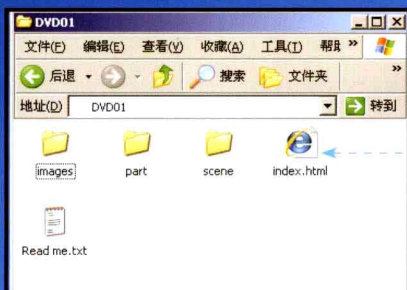 DVD01
文件(F) 编辑(E) 查看(V) 收藏(A) 工具(T) 帮助 »
后退 搜索 文件夹 »
地址(D) DVD01 转到
images part scene index.html
Read me.txt